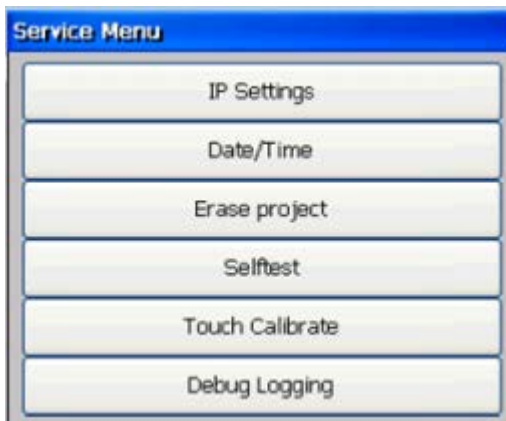 Service Menu
IP Settings
Date/Time
Erase project
Selftest
Touch Calibrate
Debug Logging